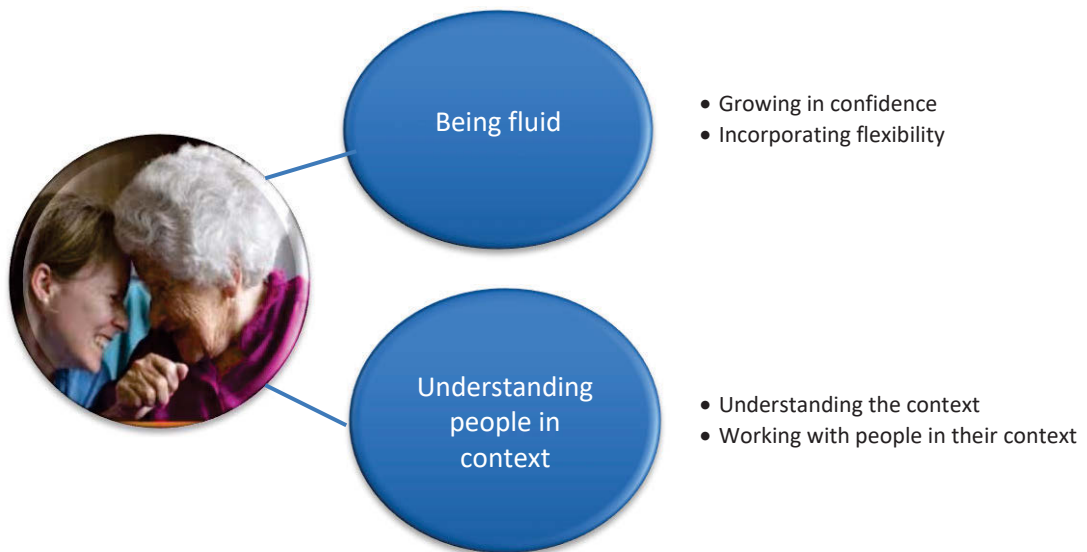 Being fluid
• Growing in confidence
• Incorporating flexibility
Understanding
people in
context
• Understanding the context
• Working with people in their context